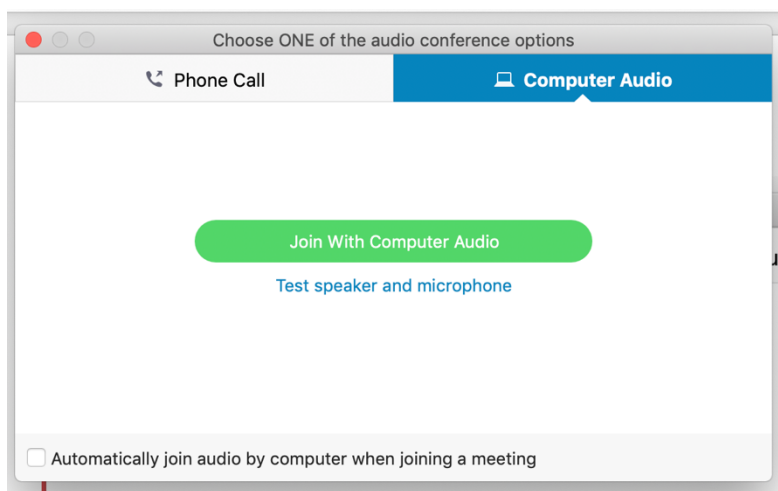 Choose ONE of the audio conference options
Phone Call
Computer Audio
Join With Computer Audio
Test speaker and microphone
Automatically join audio by computer when joining a meeting